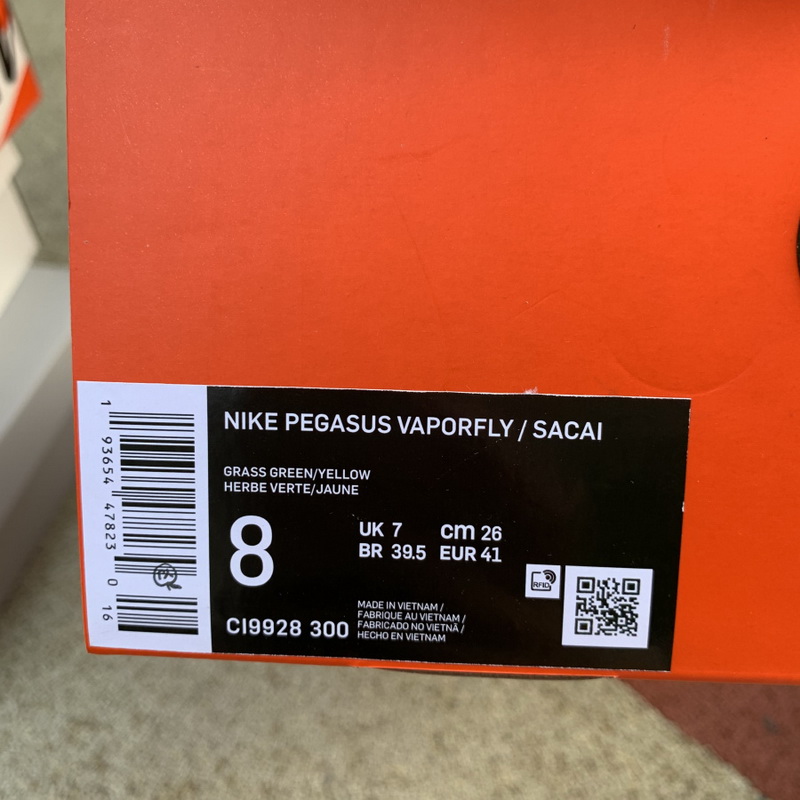 NIKE PEGASUS VAPORFLY / SACAI
GRASS GREEN/YELLOW
HERBE VERTE/JAUNE
8
UK 7 cm 26
BR 39.5 EUR 41
CI9928 300
MADE IN VIETNAM /
FABRIQUE AU VIETNAM /
FABRICADO NO VIETNÃ /
HECHO EN VIETNAM
RFID
1 93654 47823 0 16